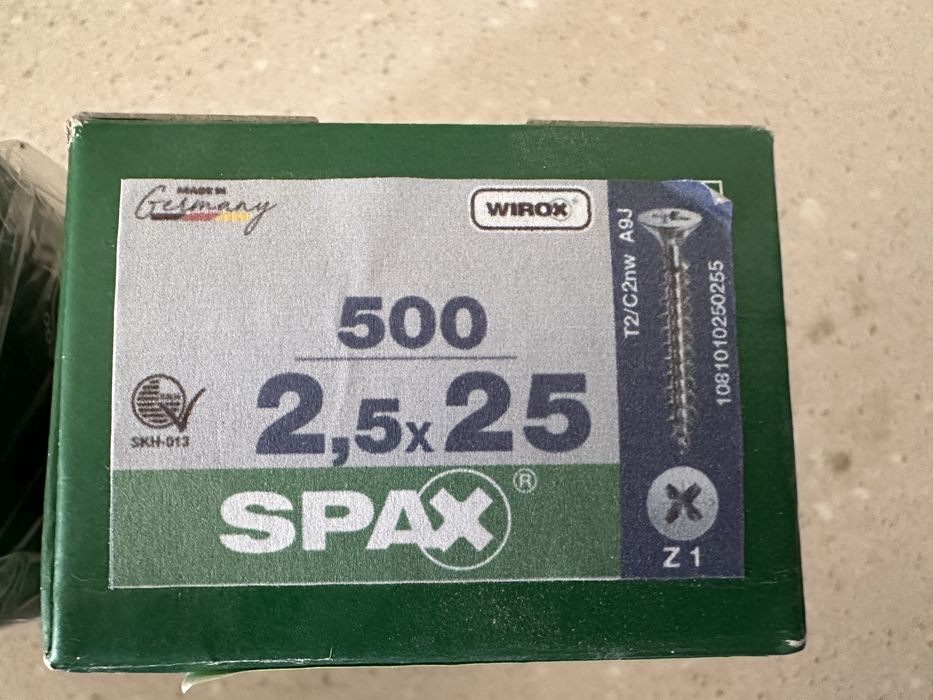 MADE IN
Germany
WIROX®
500
2,5x25
SKH-013
SPAX®
T2/C2nw A9J
1081010250255
Z 1